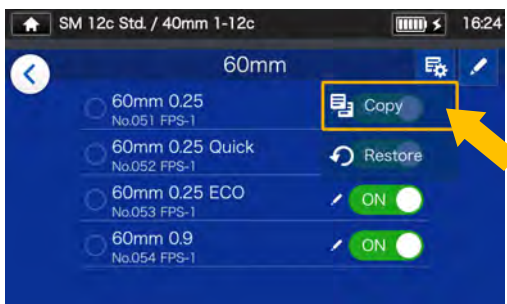 SM 12c Std. / 40mm 1-12c 16:24
60mm
60mm 0.25
No.051 FPS-1
Copy
60mm 0.25 Quick
No.052 FPS-1
Restore
60mm 0.25 ECO
No.053 FPS-1
ON
60mm 0.9
No.054 FPS-1
ON